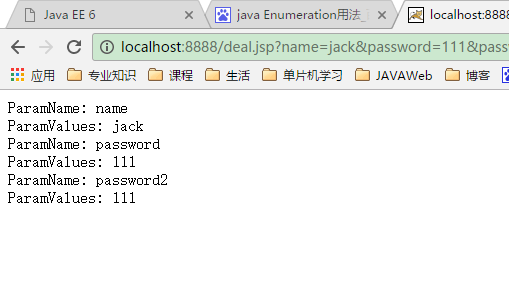 Java EE 6
java Enumeration用法_
localhost:8888
localhost:8888/deal.jsp?name=jack&password=111&pass
应用 专业知识 课程 生活 单片机学习 JAVAWeb 博客
ParamName: name
ParamValues: jack
ParamName: password
ParamValues: 111
ParamName: password2
ParamValues: 111